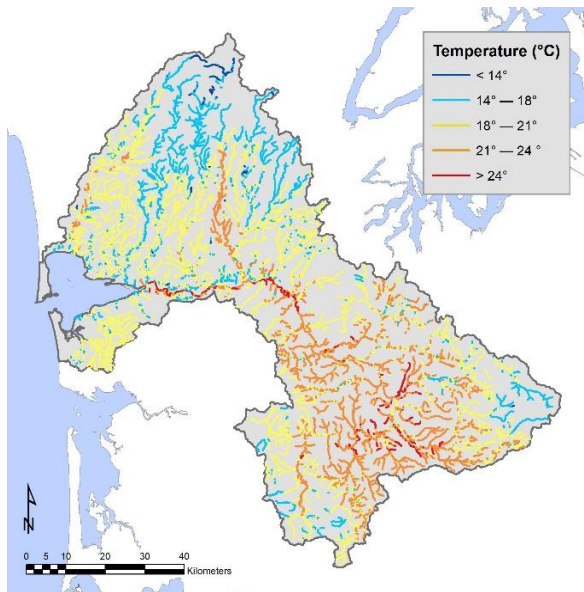 Temperature (°C)
< 14°
14° — 18°
18° — 21°
21° — 24 °
> 24°
N
0 5 10 20 30 40
Kilometers